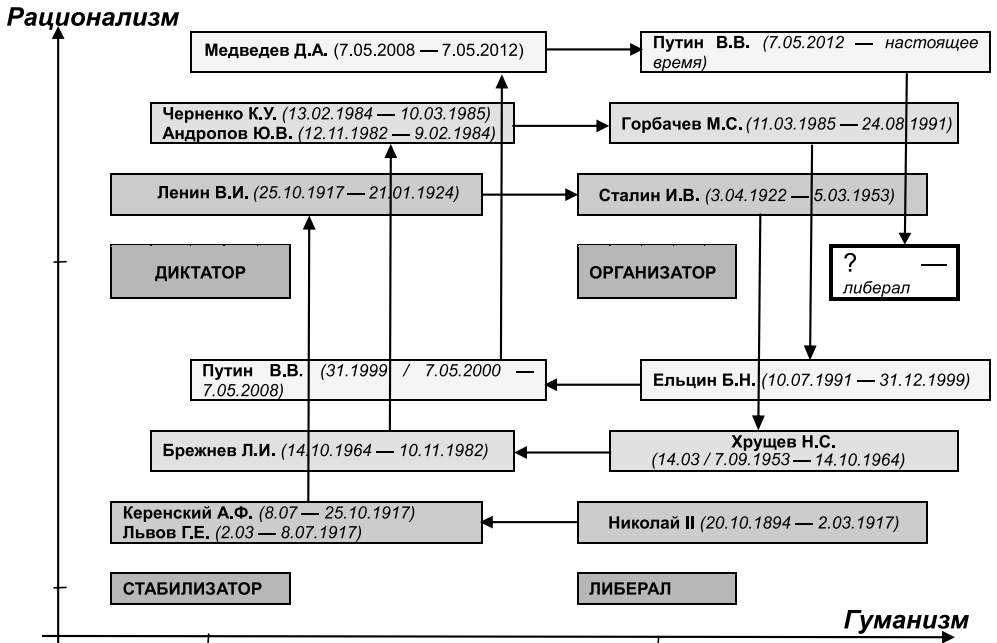 Рационализм
Медведев Д.А. (7.05.2008 — 7.05.2012)
Путин В.В. (7.05.2012 — настоящее
время)
Черненко К.У. (13.02.1984 — 10.03.1985)
Андропов Ю.В. (12.11.1982 — 9.02.1984)
Горбачев М.С. (11.03.1985 — 24.08.1991)
Ленин В.И. (25.10.1917 — 21.01.1924)
Сталин И.В. (3.04.1922 — 5.03.1953)
ДИКТАТОР
ОРГАНИЗАТОР
? —
либерал
Путин В.В. (31.1999 / 7.05.2000 —
7.05.2008)
Ельцин Б.Н. (10.07.1991 — 31.12.1999)
Брежнев Л.И. (14.10.1964 — 10.11.1982)
Хрущев Н.С.
(14.03 / 7.09.1953 — 14.10.1964)
Керенский А.Ф. (8.07 — 25.10.1917)
Львов Г.Е. (2.03 — 8.07.1917)
Николай II (20.10.1894 — 2.03.1917)
СТАБИЛИЗАТОР
ЛИБЕРАЛ
Гуманизм